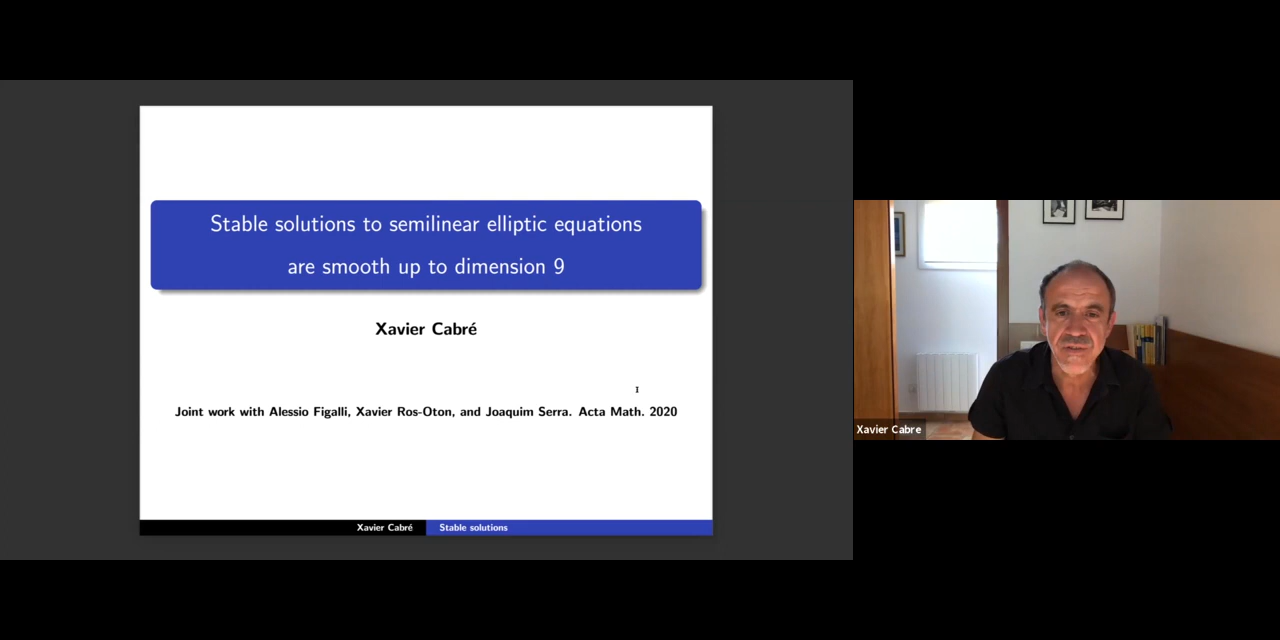 Stable solutions to semilinear elliptic equations
are smooth up to dimension 9
Xavier Cabré
Joint work with Alessio Figalli, Xavier Ros-Oton, and Joaquim Serra. Acta Math. 2020
Xavier Cabré
Stable solutions
Xavier Cabre